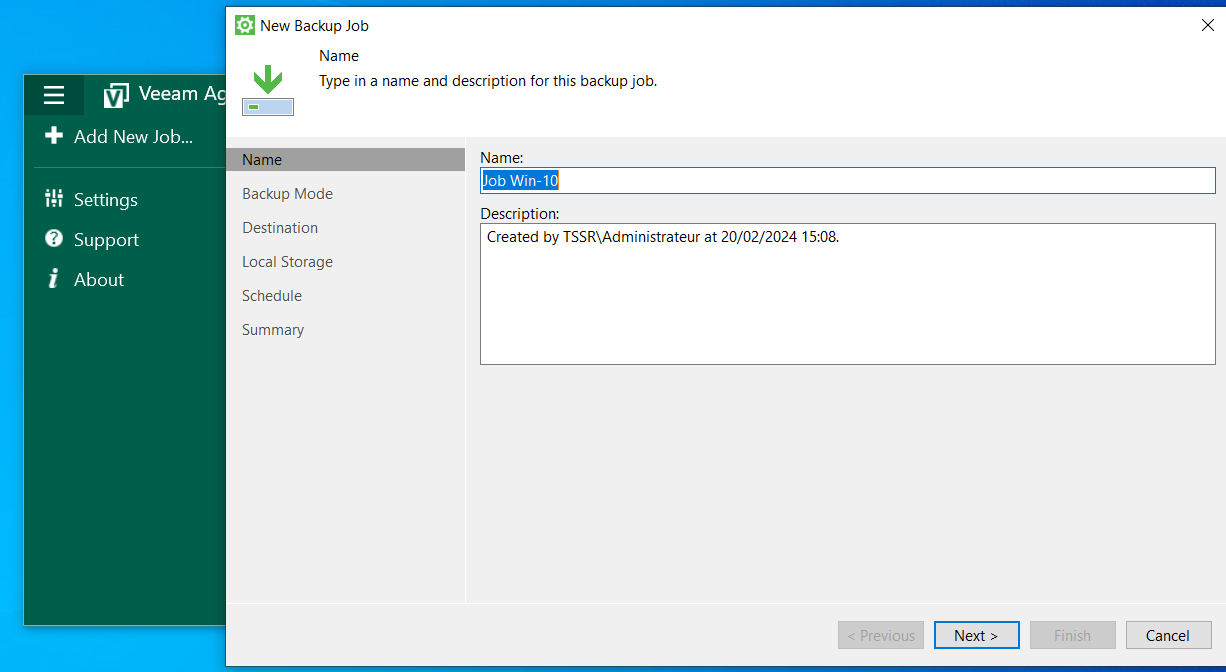 New Backup Job
Name
Type in a name and description for this backup job.
Veeam Ag
Add New Job...
Settings
Support
About
Name
Backup Mode
Destination
Local Storage
Schedule
Summary
Name:
Job Win-10
Description:
Created by TSSR\Administrateur at 20/02/2024 15:08.
< Previous
Next >
Finish
Cancel